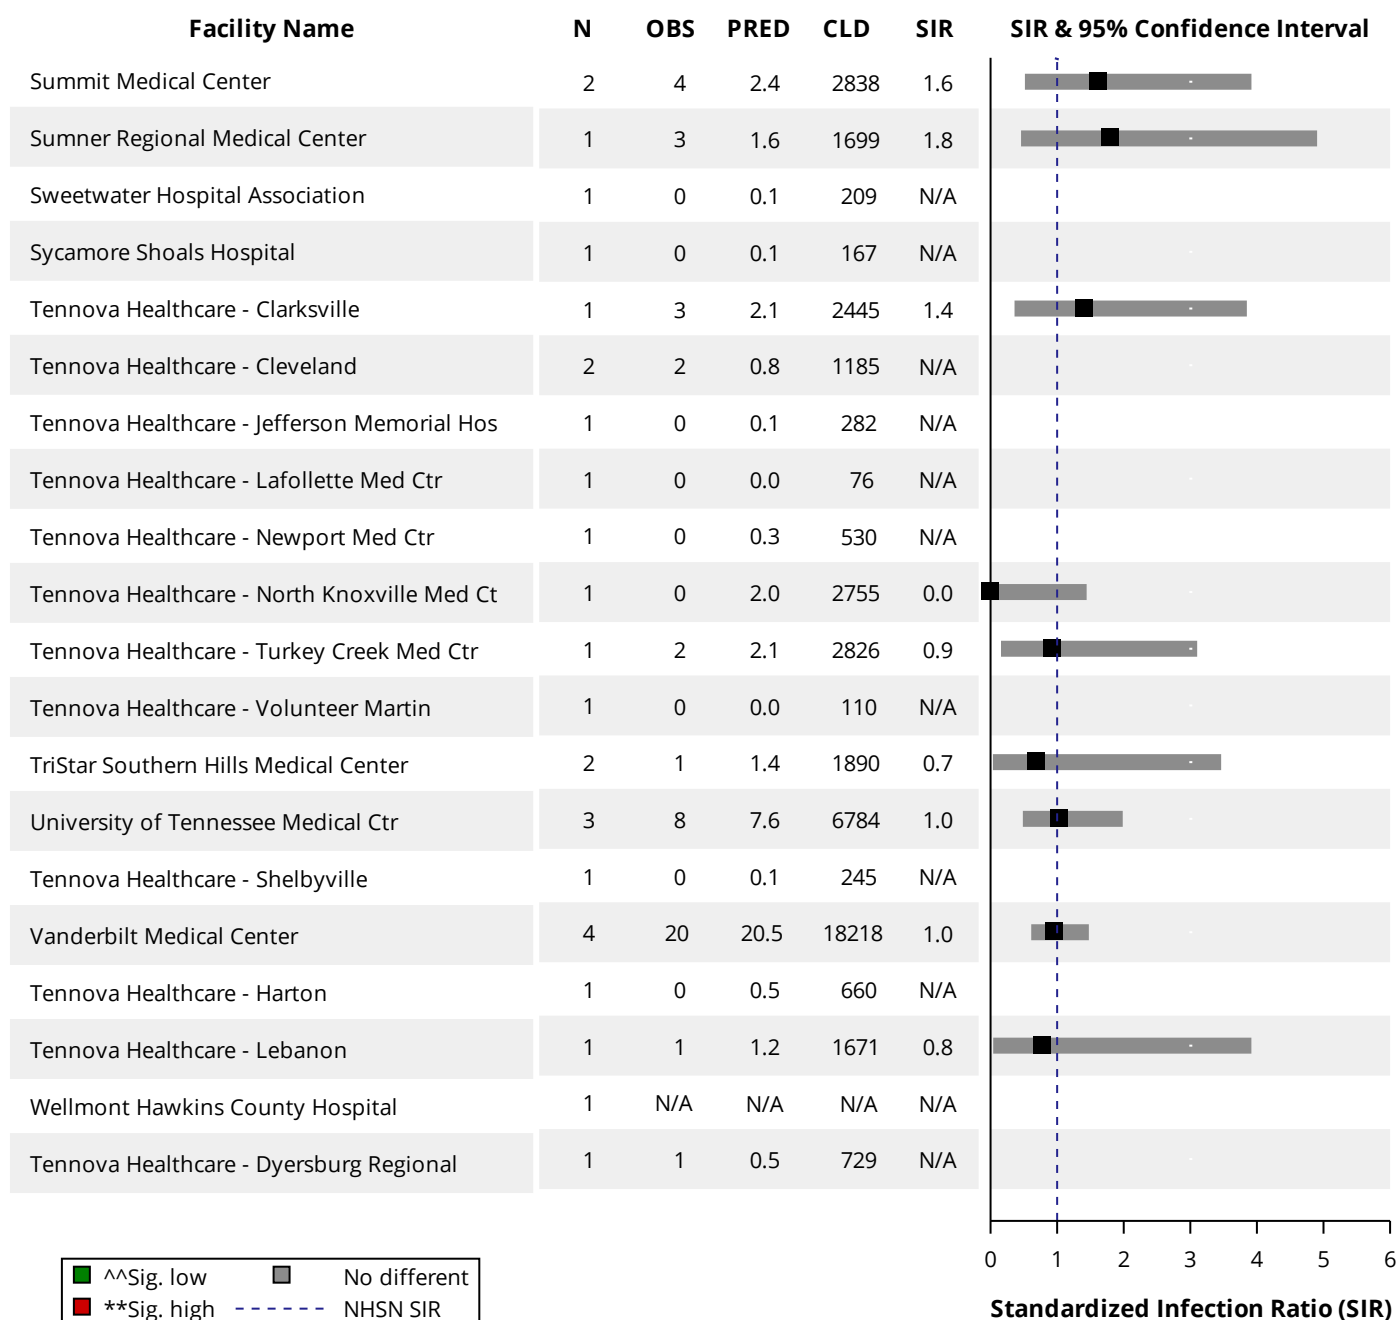 Facility Name N OBS PRED CLD SIR SIR & 95% Confidence Interval
Summit Medical Center 2 4 2.4 2838 1.6
Sumner Regional Medical Center 1 3 1.6 1699 1.8
Sweetwater Hospital Association 1 0 0.1 209 N/A
Sycamore Shoals Hospital 1 0 0.1 167 N/A
Tennova Healthcare - Clarksville 1 3 2.1 2445 1.4
Tennova Healthcare - Cleveland 2 2 0.8 1185 N/A
Tennova Healthcare - Jefferson Memorial Hos 1 0 0.1 282 N/A
Tennova Healthcare - Lafollette Med Ctr 1 0 0.0 76 N/A
Tennova Healthcare - Newport Med Ctr 1 0 0.3 530 N/A
Tennova Healthcare - North Knoxville Med Ct 1 0 2.0 2755 0.0
Tennova Healthcare - Turkey Creek Med Ctr 1 2 2.1 2826 0.9
Tennova Healthcare - Volunteer Martin 1 0 0.0 110 N/A
TriStar Southern Hills Medical Center 2 1 1.4 1890 0.7
University of Tennessee Medical Ctr 3 8 7.6 6784 1.0
Tennova Healthcare - Shelbyville 1 0 0.1 245 N/A
Vanderbilt Medical Center 4 20 20.5 18218 1.0
Tennova Healthcare - Harton 1 0 0.5 660 N/A
Tennova Healthcare - Lebanon 1 1 1.2 1671 0.8
Wellmont Hawkins County Hospital 1 N/A N/A N/A N/A
Tennova Healthcare - Dyersburg Regional 1 1 0.5 729 N/A
0 1 2 3 4 5 6
Standardized Infection Ratio (SIR)
^^Sig. low No different
**Sig. high NHSN SIR